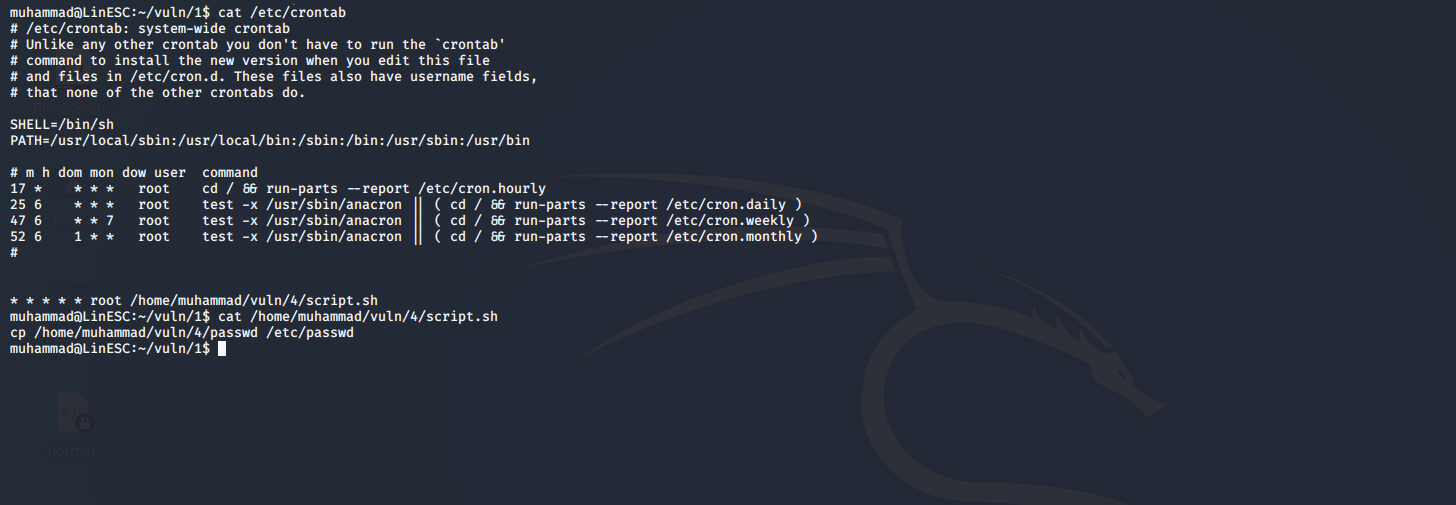 muhammad@LinESC:~/vuln/1$ cat /etc/crontab
# /etc/crontab: system-wide crontab
# Unlike any other crontab you don't have to run the `crontab'
# command to install the new version when you edit this file
# and files in /etc/cron.d. These files also have username fields,
# that none of the other crontabs do.

SHELL=/bin/sh
PATH=/usr/local/sbin:/usr/local/bin:/sbin:/bin:/usr/sbin:/usr/bin

# m h dom mon dow user  command
17 *    * * *   root    cd / && run-parts --report /etc/cron.hourly
25 6    * * *   root    test -x /usr/sbin/anacron || ( cd / && run-parts --report /etc/cron.daily )
47 6    * * 7   root    test -x /usr/sbin/anacron || ( cd / && run-parts --report /etc/cron.weekly )
52 6    1 * *   root    test -x /usr/sbin/anacron || ( cd / && run-parts --report /etc/cron.monthly )
#

* * * * * root /home/muhammad/vuln/4/script.sh
muhammad@LinESC:~/vuln/1$ cat /home/muhammad/vuln/4/script.sh
cp /home/muhammad/vuln/4/passwd /etc/passwd
muhammad@LinESC:~/vuln/1$
normal